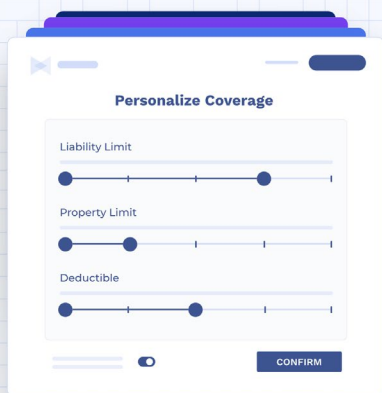 Personalize Coverage
Liability Limit
Property Limit
Deductible
CONFIRM